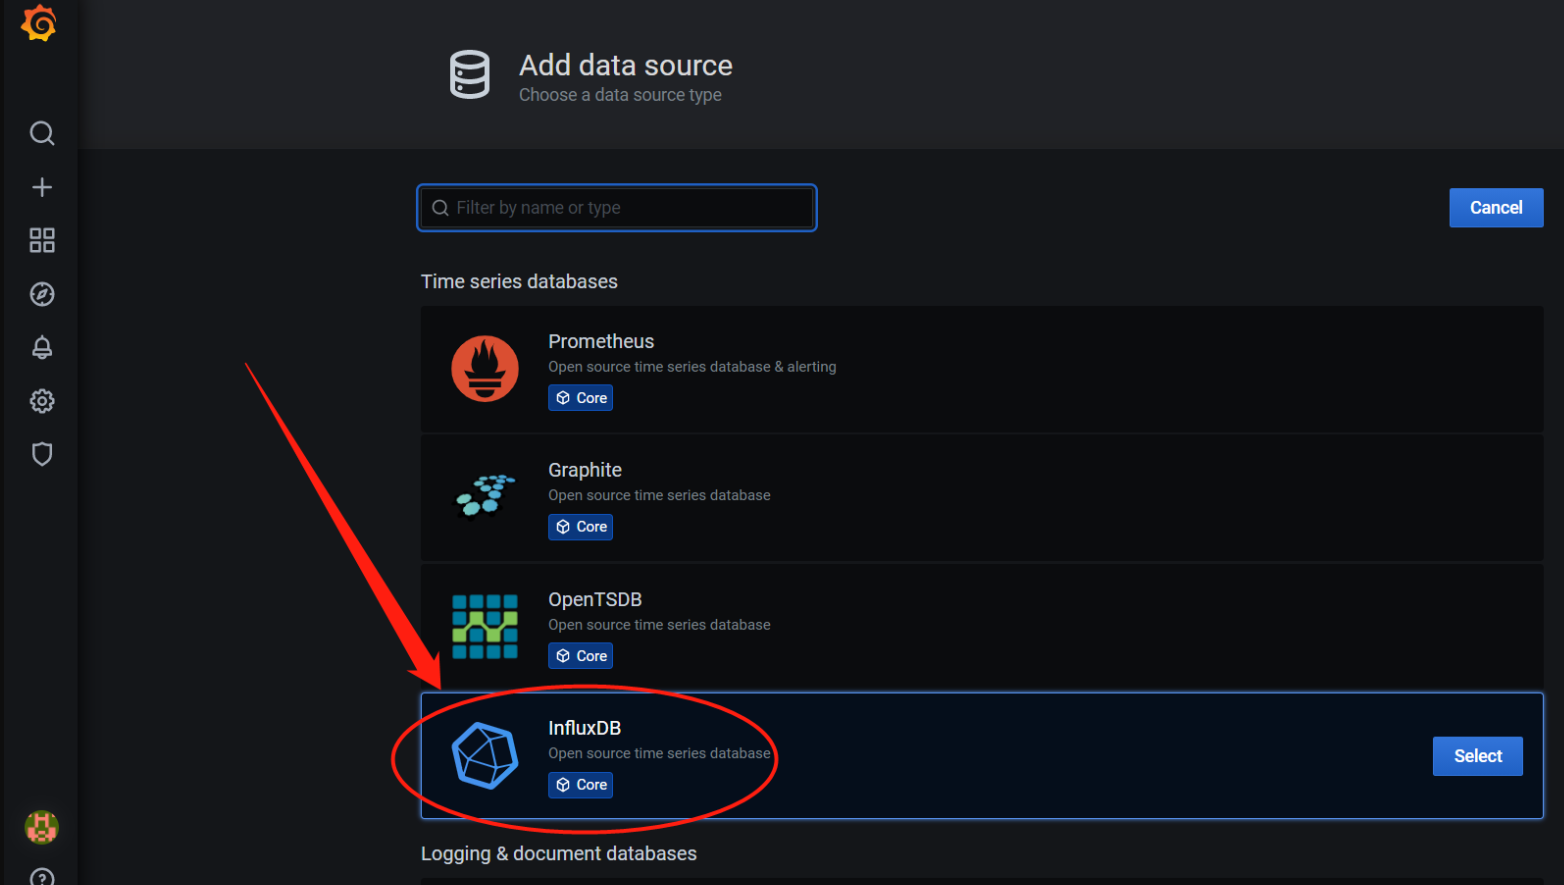 Add data source
Choose a data source type
Filter by name or type
Cancel
Time series databases
Prometheus
Open source time series database & alerting
Core
Graphite
Open source time series database
Core
OpenTSDB
Open source time series database
Core
InfluxDB
Open source time series database
Core
Select
Logging & document databases